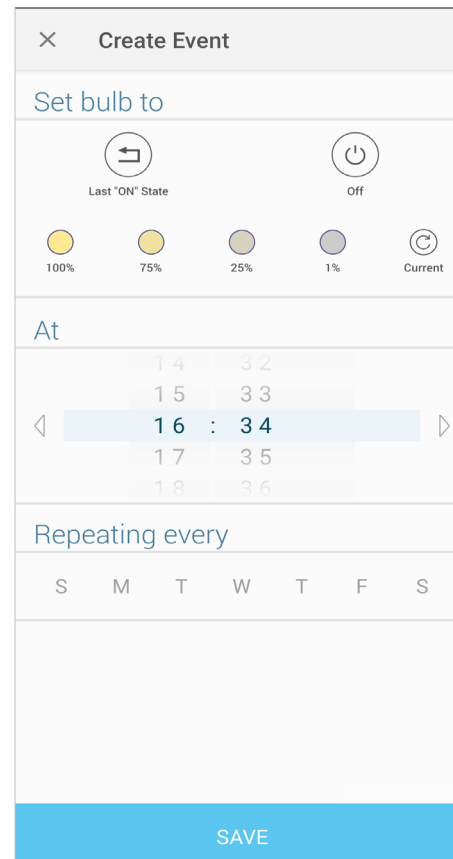 Create Event
Set bulb to
Last "ON" State
Off
100%
75%
25%
1%
Current
At
14 32
15 33
16 : 34
17 35
18 36
Repeating every
S M T W T F S
SAVE